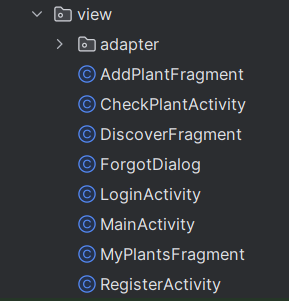 view
adapter
AddPlantFragment
CheckPlantActivity
DiscoverFragment
ForgotDialog
LoginActivity
MainActivity
MyPlantsFragment
RegisterActivity